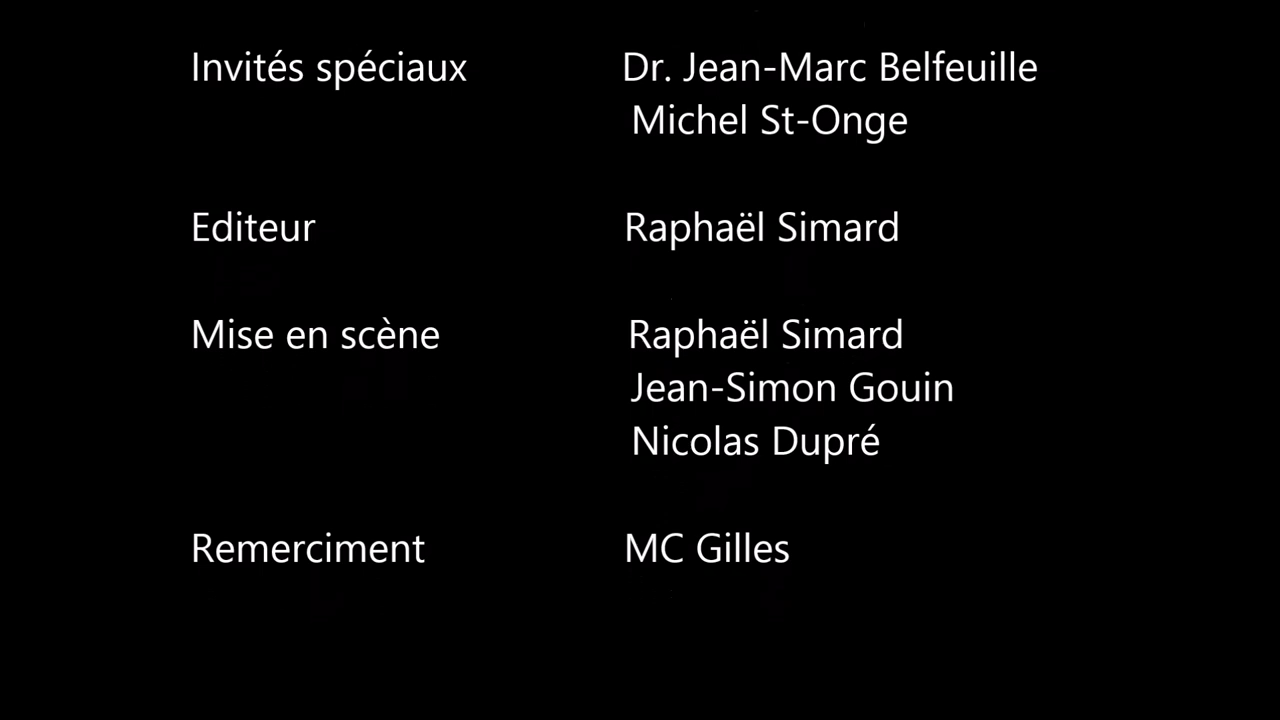 Invités spéciaux Dr. Jean-Marc Belfeuille
Michel St-Onge
Editeur Raphaël Simard
Mise en scène Raphaël Simard
Jean-Simon Gouin
Nicolas Dupré
Remerciment MC Gilles